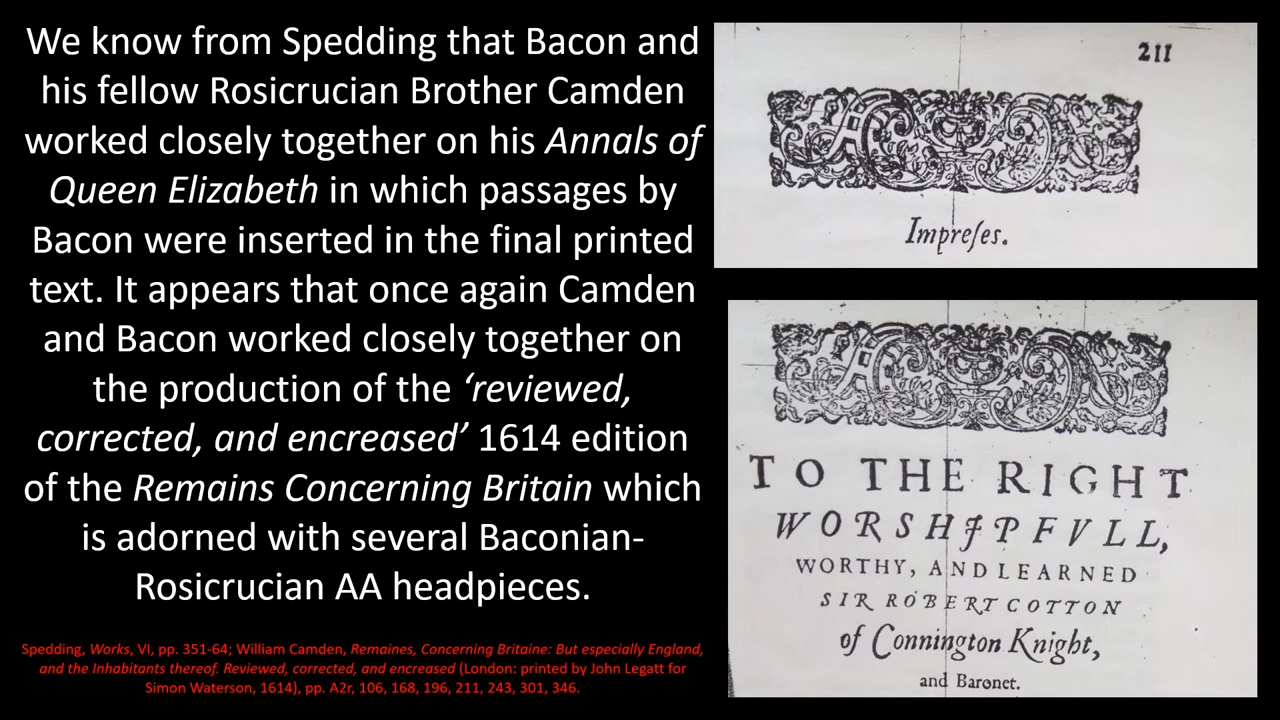 We know from Spedding that Bacon and
his fellow Rosicrucian Brother Camden
worked closely together on his Annals of
Queen Elizabeth in which passages by
Bacon were inserted in the final printed
text. It appears that once again Camden
and Bacon worked closely together on
the production of the ‘reviewed,
corrected, and encreased’ 1614 edition
of the Remains Concerning Britain which
is adorned with several Baconian-
Rosicrucian AA headpieces.
Spedding, Works, VI, pp. 351-64; William Camden, Remaines, Concerning Britaine: But especially England,
and the Inhabitants thereof. Reviewed, corrected, and encreased (London: printed by John Legatt for
Simon Waterson, 1614), pp. A2r, 106, 168, 196, 211, 243, 301, 346.
211
Impreſes.
TO THE RIGHT
WORSHIPFVLL,
WORTHY, AND LEARNED
SIR ROBERT COTTON
of Connington Knight,
and Baronet.